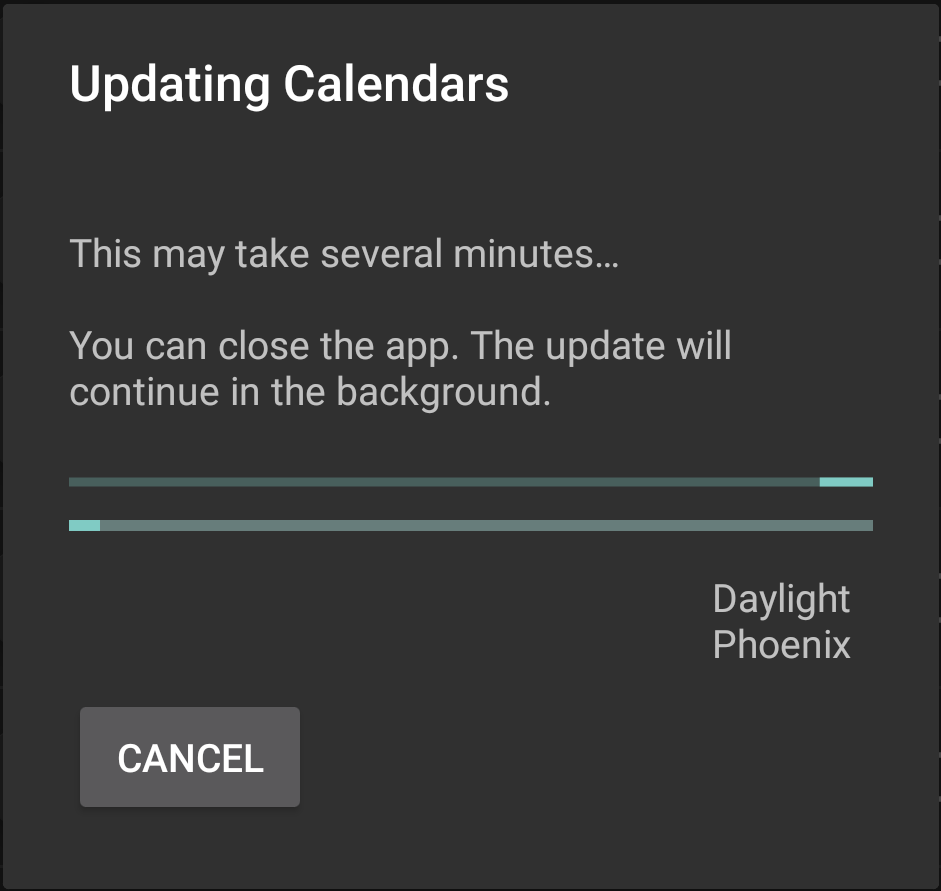 Updating Calendars
This may take several minutes…
You can close the app. The update will
continue in the background.
Daylight
Phoenix
CANCEL